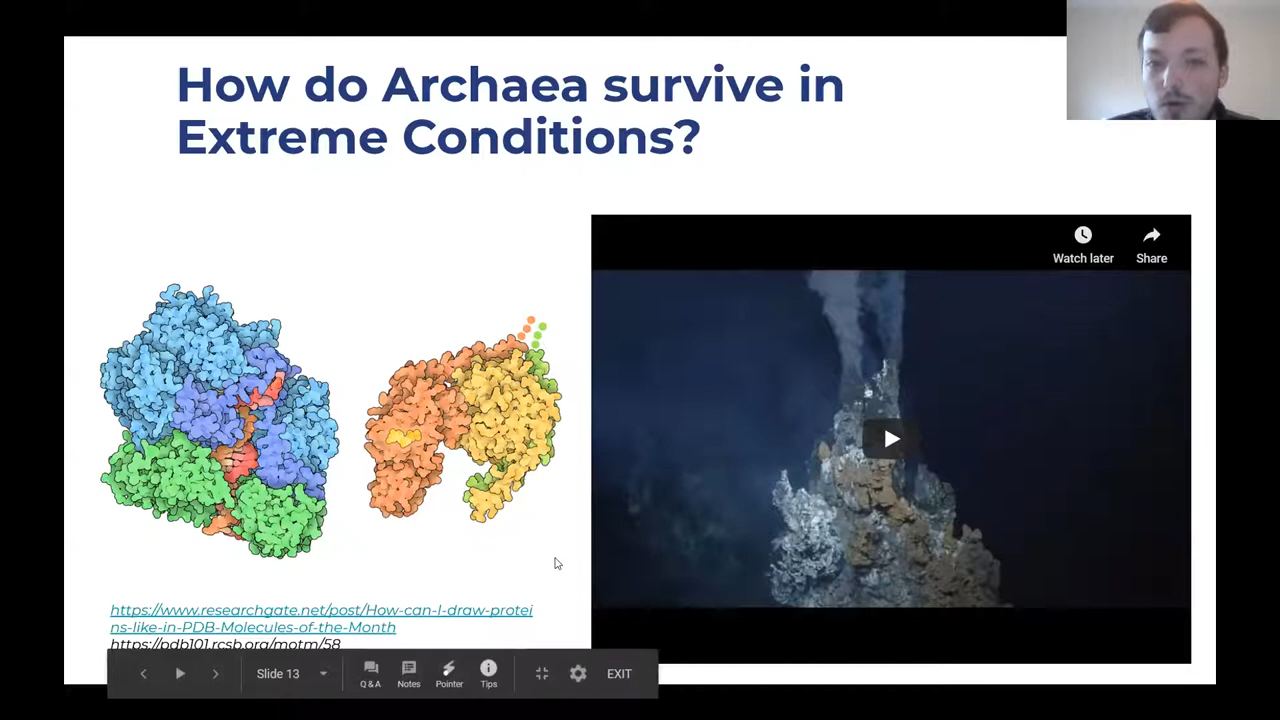 How do Archaea survive in
Extreme Conditions?
Watch later
Share
https://www.researchgate.net/post/How-can-I-draw-protei
ns-like-in-PDB-Molecules-of-the-Month
https://pdb101.rcsb.org/motm/58
Slide 13
Q & A
Notes
Pointer
Tips
EXIT